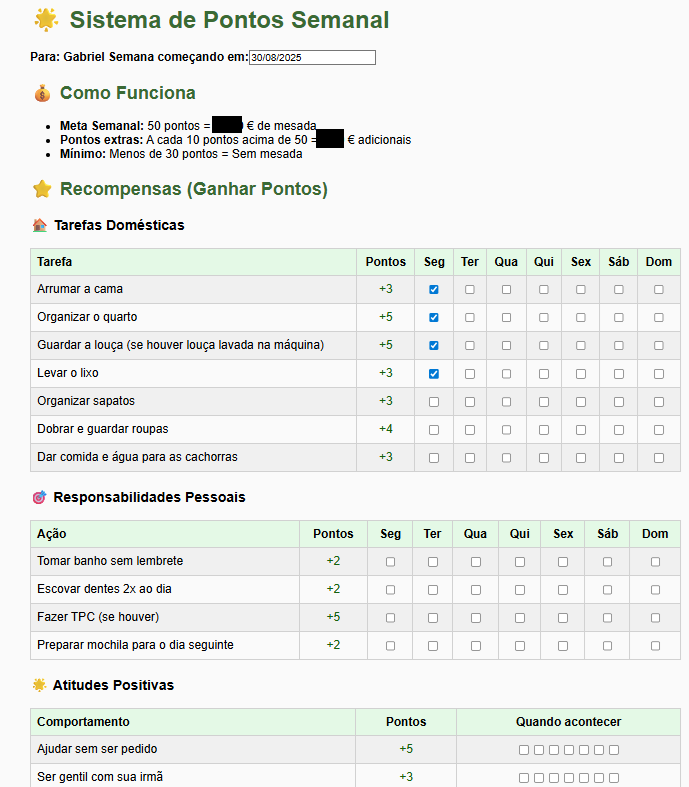 Sistema de Pontos Semanal
Para: Gabriel Semana começando em: 30/08/2025
Como Funciona
Meta Semanal: 50 pontos = € de mesada
Pontos extras: A cada 10 pontos acima de 50 = € adicionais
Mínimo: Menos de 30 pontos = Sem mesada
Recompensas (Ganhar Pontos)
Tarefas Domésticas
Tarefa Pontos Seg Ter Qua Qui Sex Sáb Dom
Arrumar a cama +3
Organizar o quarto +5
Guardar a louça (se houver louça lavada na máquina) +5
Levar o lixo +3
Organizar sapatos +3
Dobrar e guardar roupas +4
Dar comida e água para as cachorras +3
Responsabilidades Pessoais
Ação Pontos Seg Ter Qua Qui Sex Sáb Dom
Tomar banho sem lembrete +2
Escovar dentes 2x ao dia +2
Fazer TPC (se houver) +5
Preparar mochila para o dia seguinte +2
Atitudes Positivas
Comportamento Pontos Quando acontecer
Ajudar sem ser pedido +5
Ser gentil com sua irmã +3